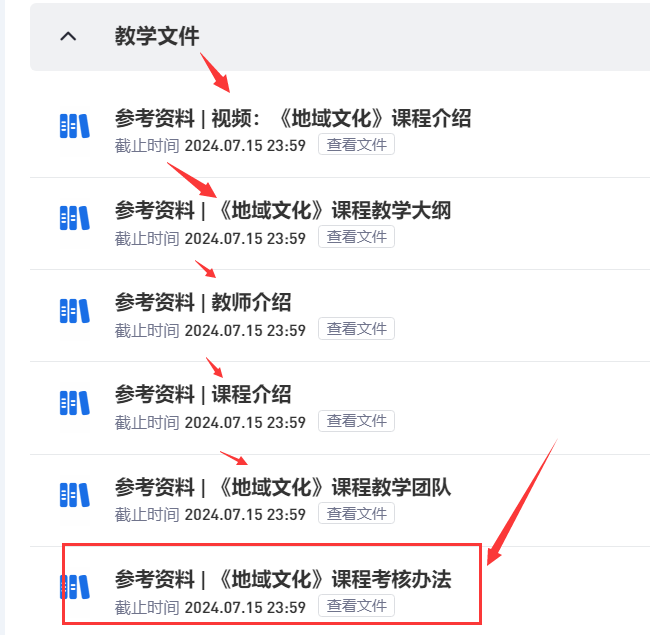 教学文件
参考资料 | 视频：《地域文化》课程介绍
截止时间 2024.07.15 23:59 查看文件
参考资料 | 《地域文化》课程教学大纲
截止时间 2024.07.15 23:59 查看文件
参考资料 | 教师介绍
截止时间 2024.07.15 23:59 查看文件
参考资料 | 课程介绍
截止时间 2024.07.15 23:59 查看文件
参考资料 | 《地域文化》课程教学团队
截止时间 2024.07.15 23:59 查看文件
参考资料 | 《地域文化》课程考核办法
截止时间 2024.07.15 23:59 查看文件